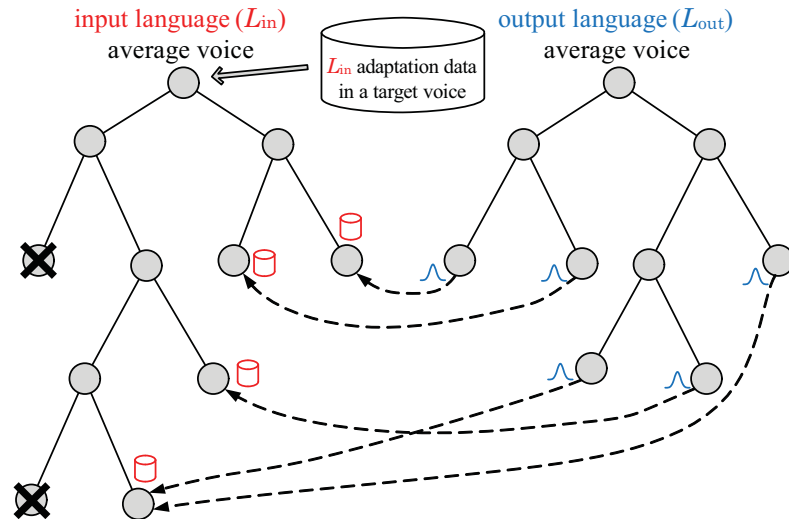 input language (Lin)
average voice
Lin adaptation data
in a target voice
output language (Lout)
average voice